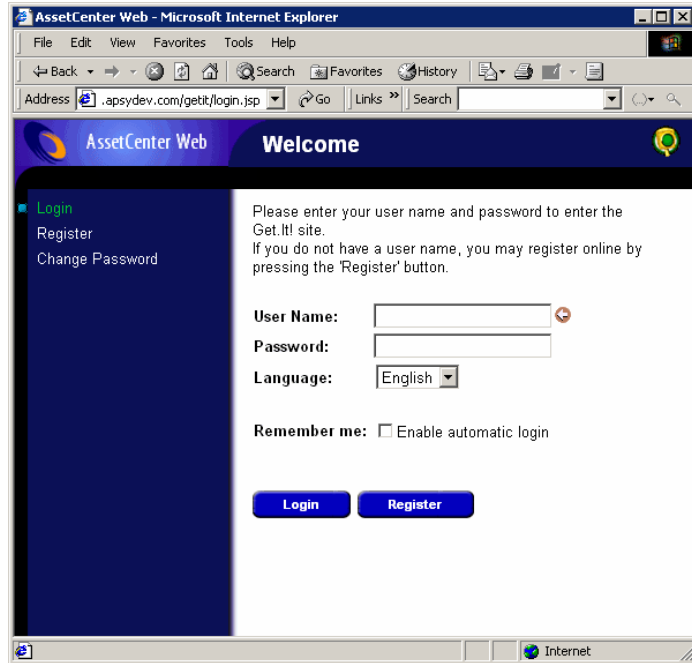 AssetCenter Web - Microsoft Internet Explorer
File Edit View Favorites Tools Help
Back Search Favorites History
Address .apsydev.com/getit/login.jsp Go Links » Search
AssetCenter Web Welcome
Login
Register
Change Password
Please enter your user name and password to enter the
Get.It! site.
If you do not have a user name, you may register online by
pressing the 'Register' button.
User Name:
Password:
Language: English
Remember me: Enable automatic login
Login Register
Internet